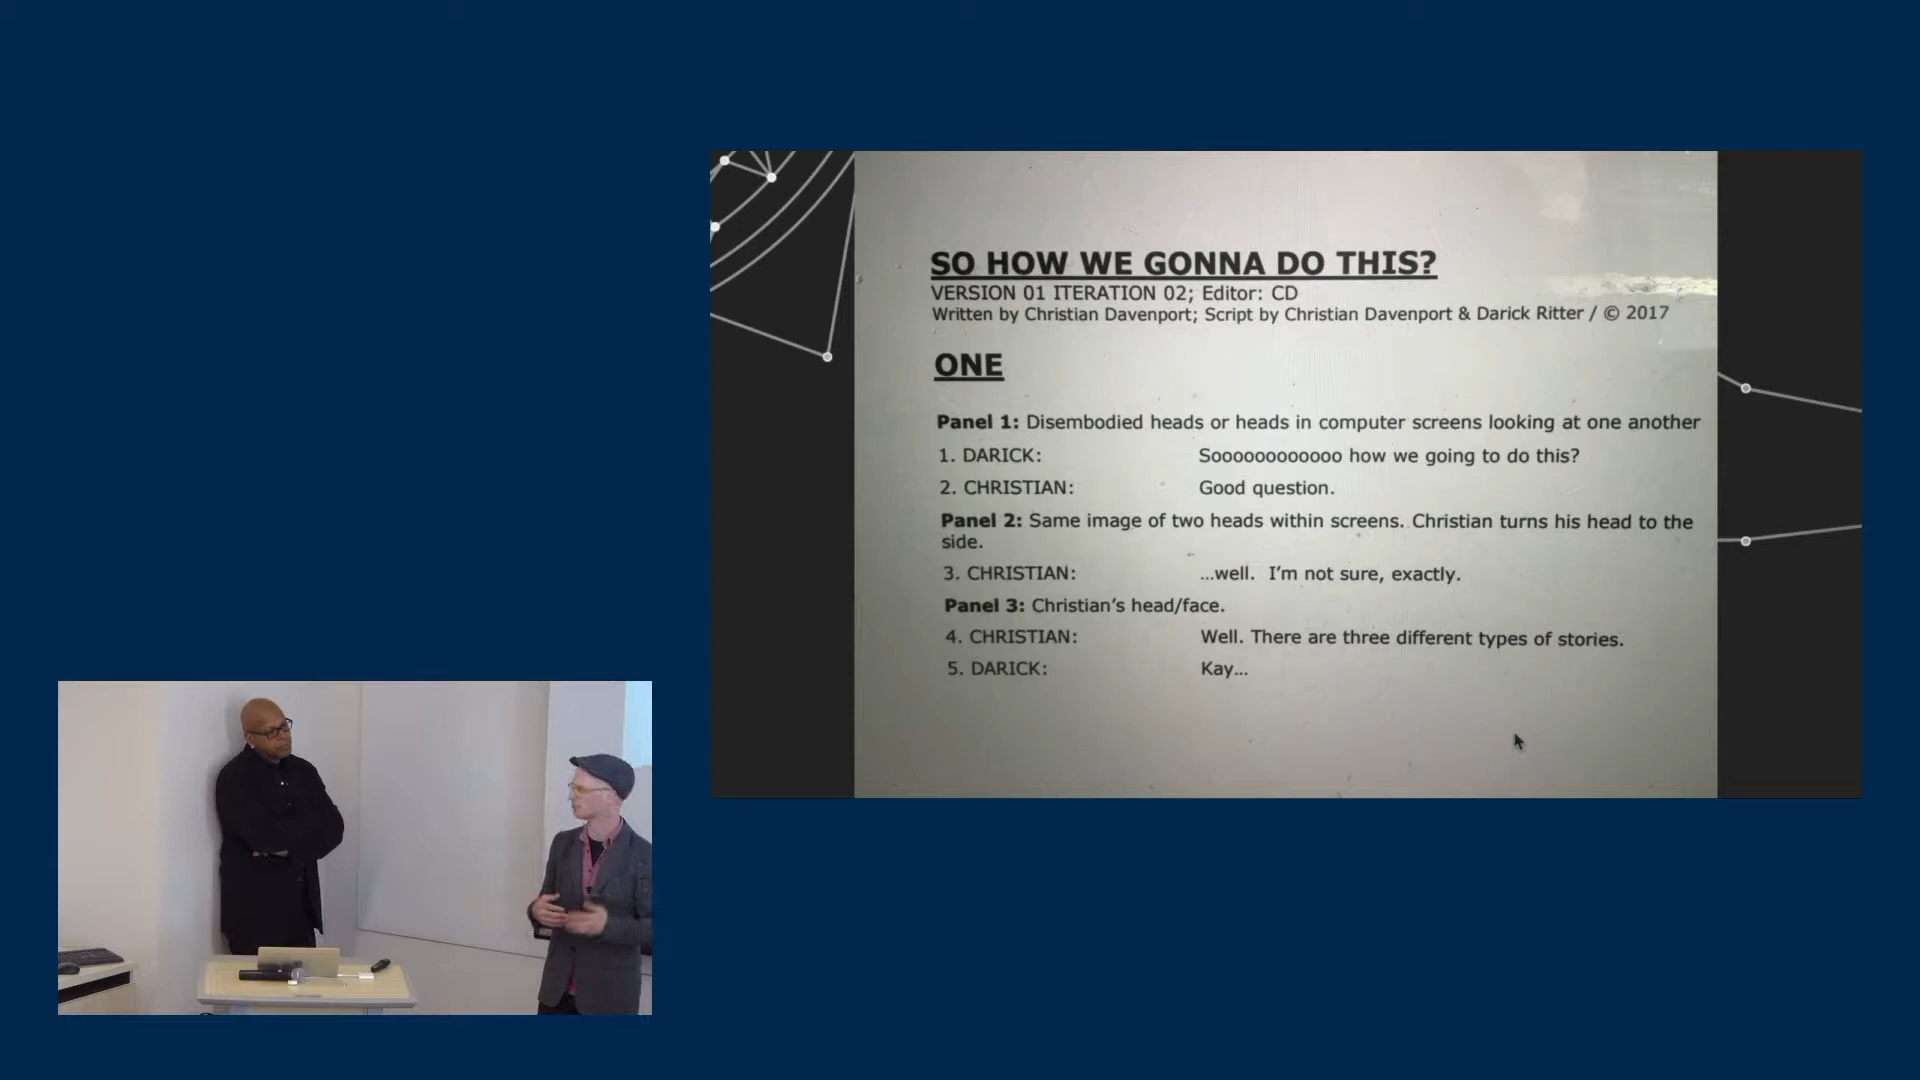 SO HOW WE GONNA DO THIS?
VERSION 01 ITERATION 02; Editor: CD
Written by Christian Davenport; Script by Christian Davenport & Darick Ritter / © 2017
ONE
Panel 1: Disembodied heads or heads in computer screens looking at one another
1. DARICK: Soooooooooooo how we going to do this?
2. CHRISTIAN: Good question.
Panel 2: Same image of two heads within screens. Christian turns his head to the
side.
3. CHRISTIAN: ...well. I'm not sure, exactly.
Panel 3: Christian's head/face.
4. CHRISTIAN: Well. There are three different types of stories.
5. DARICK: Kay...